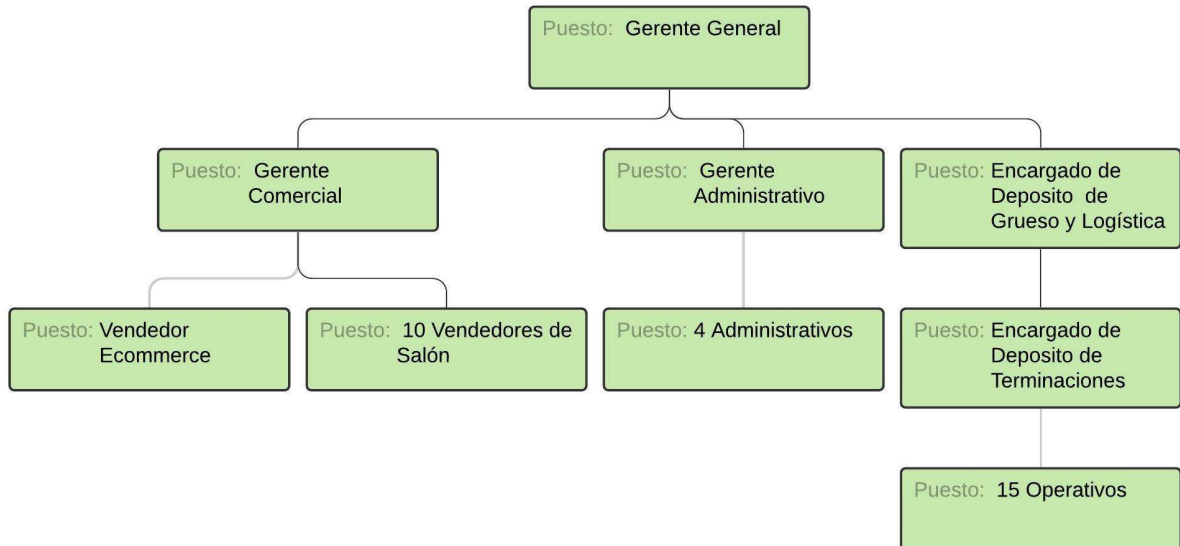 Puesto: Gerente General
Puesto: Gerente
Comercial
Puesto: Gerente
Administrativo
Puesto: Encargado de
Deposito de
Grueso y Logística
Puesto: Vendedor
Ecommerce
Puesto: 10 Vendedores de
Salón
Puesto: 4 Administrativos
Puesto: Encargado de
Deposito de
Terminaciones
Puesto: 15 Operativos